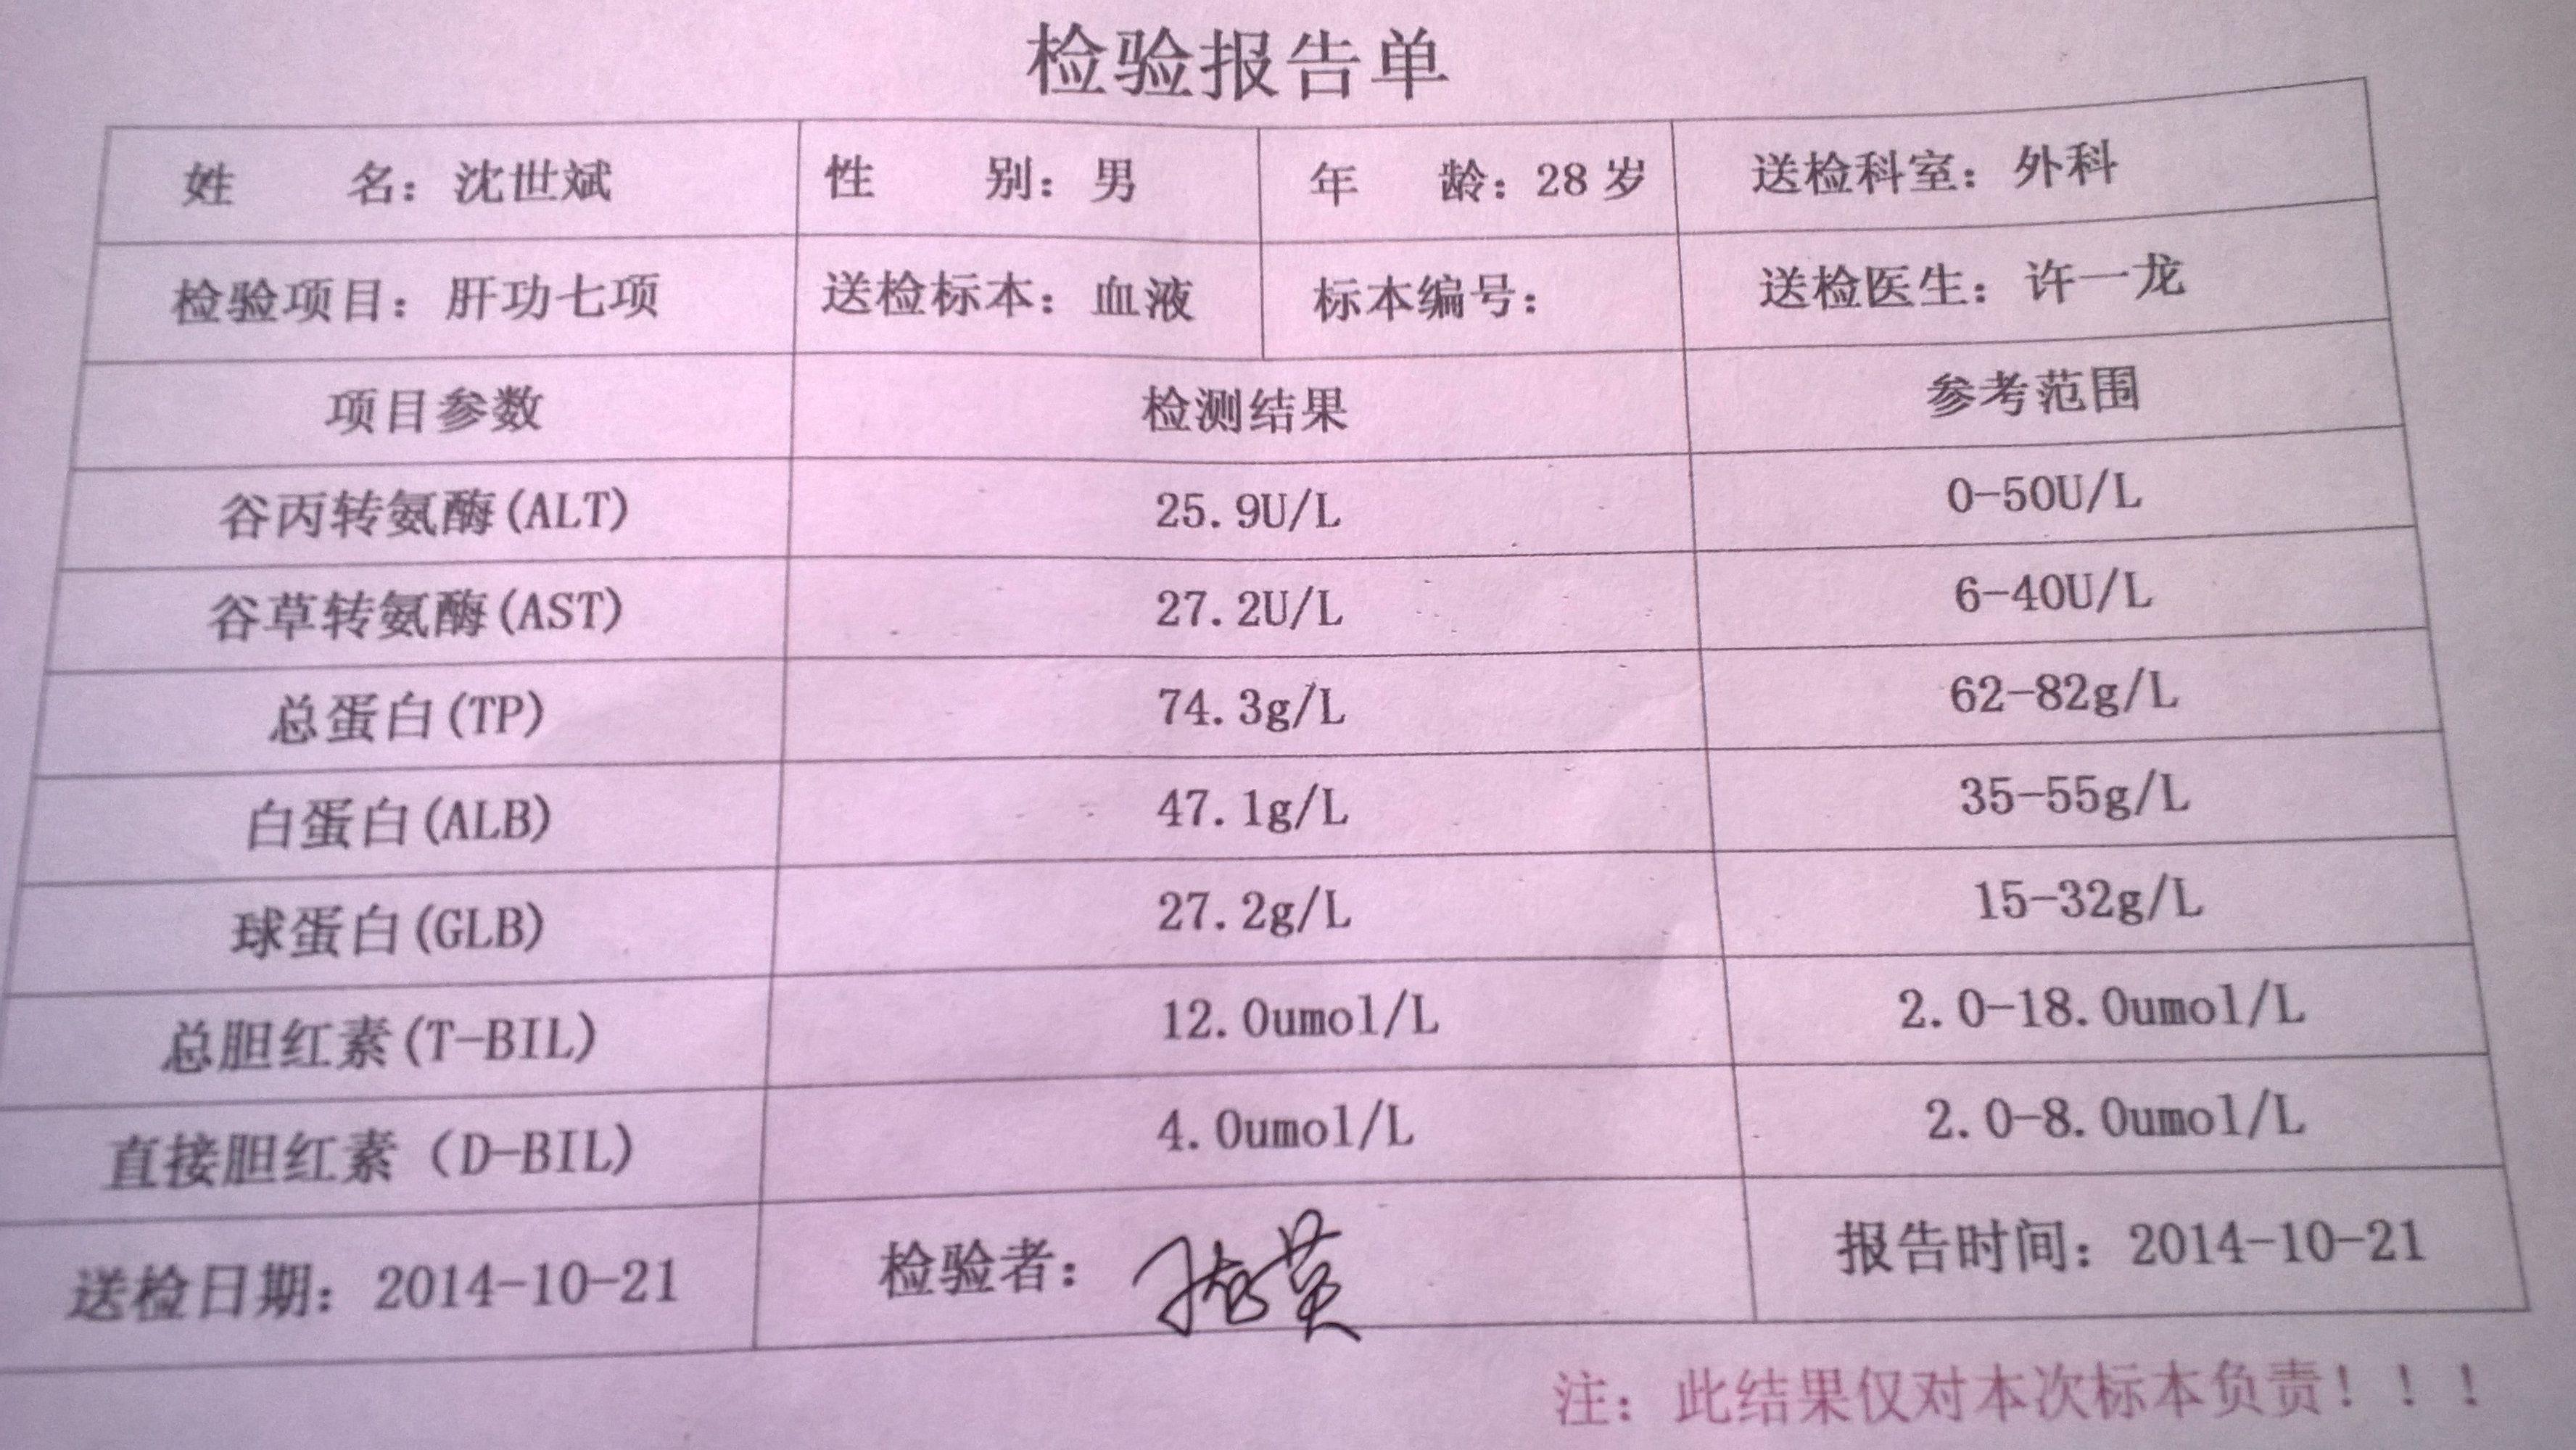 检验报告单
姓 名：沈世斌 性 别：男 年 龄：28岁 送检科室：外科
检验项目：肝功七项 送检标本：血液 标本编号： 送检医生：许一龙
项目参数 检测结果 参考范围
谷丙转氨酶(ALT) 25.9U/L 0-50U/L
谷草转氨酶(AST) 27.2U/L 6-40U/L
总蛋白(TP) 74.3g/L 62-82g/L
白蛋白(ALB) 47.1g/L 35-55g/L
球蛋白(GLB) 27.2g/L 15-32g/L
总胆红素(T-BIL) 12.0umol/L 2.0-18.0umol/L
直接胆红素（D-BIL) 4.0umol/L 2.0-8.0umol/L
送检日期：2014-10-21 检验者： 报告时间：2014-10-21
注：此结果仅对本次标本负责！！！